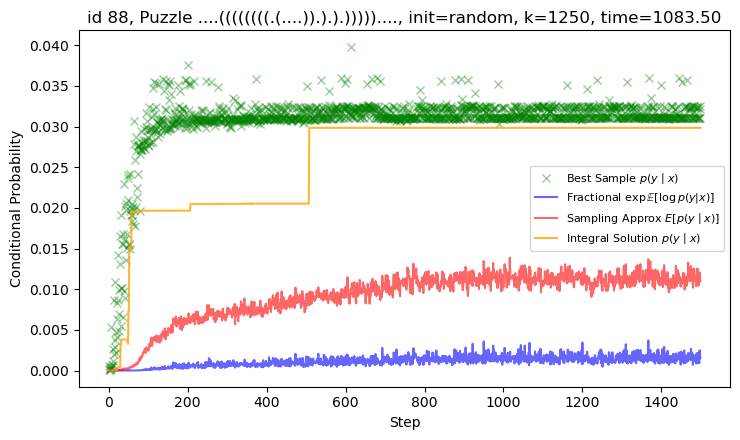 id 88, Puzzle ....((((((((.(....)).).).)))))...., init=random, k=1250, time=1083.50
0.040
0.035
0.030
0.025
0.020
0.015
0.010
0.005
0.000
Conditional Probability
Best Sample p(y | x)
Fractional exp 𝔼[log p(y|x)]
Sampling Approx E[p(y | x)]
Integral Solution p(y | x)
0 200 400 600 800 1000 1200 1400
Step